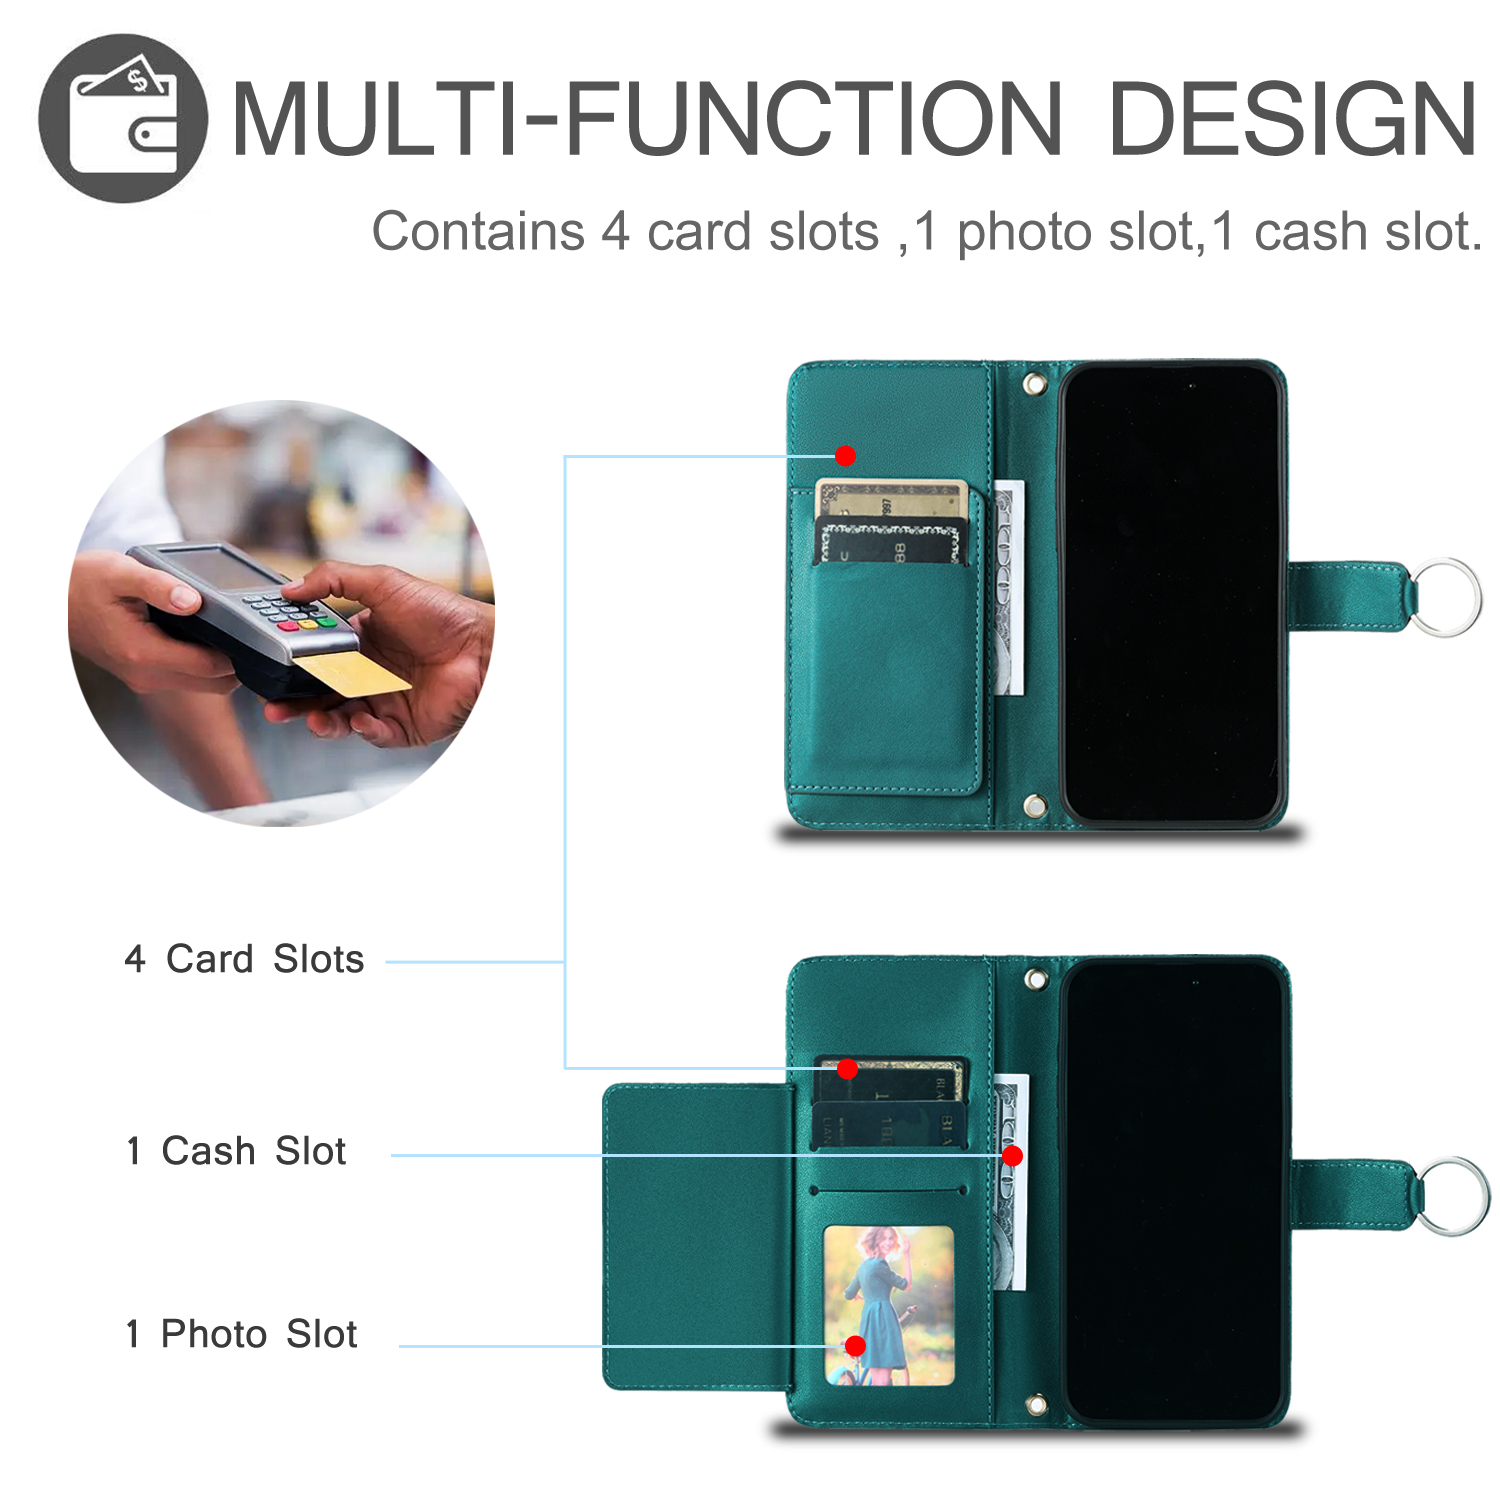 $
MULTI-FUNCTION DESIGN
Contains 4 card slots ,1 photo slot,1 cash slot.
4 Card Slots
1 Cash Slot
1 Photo Slot